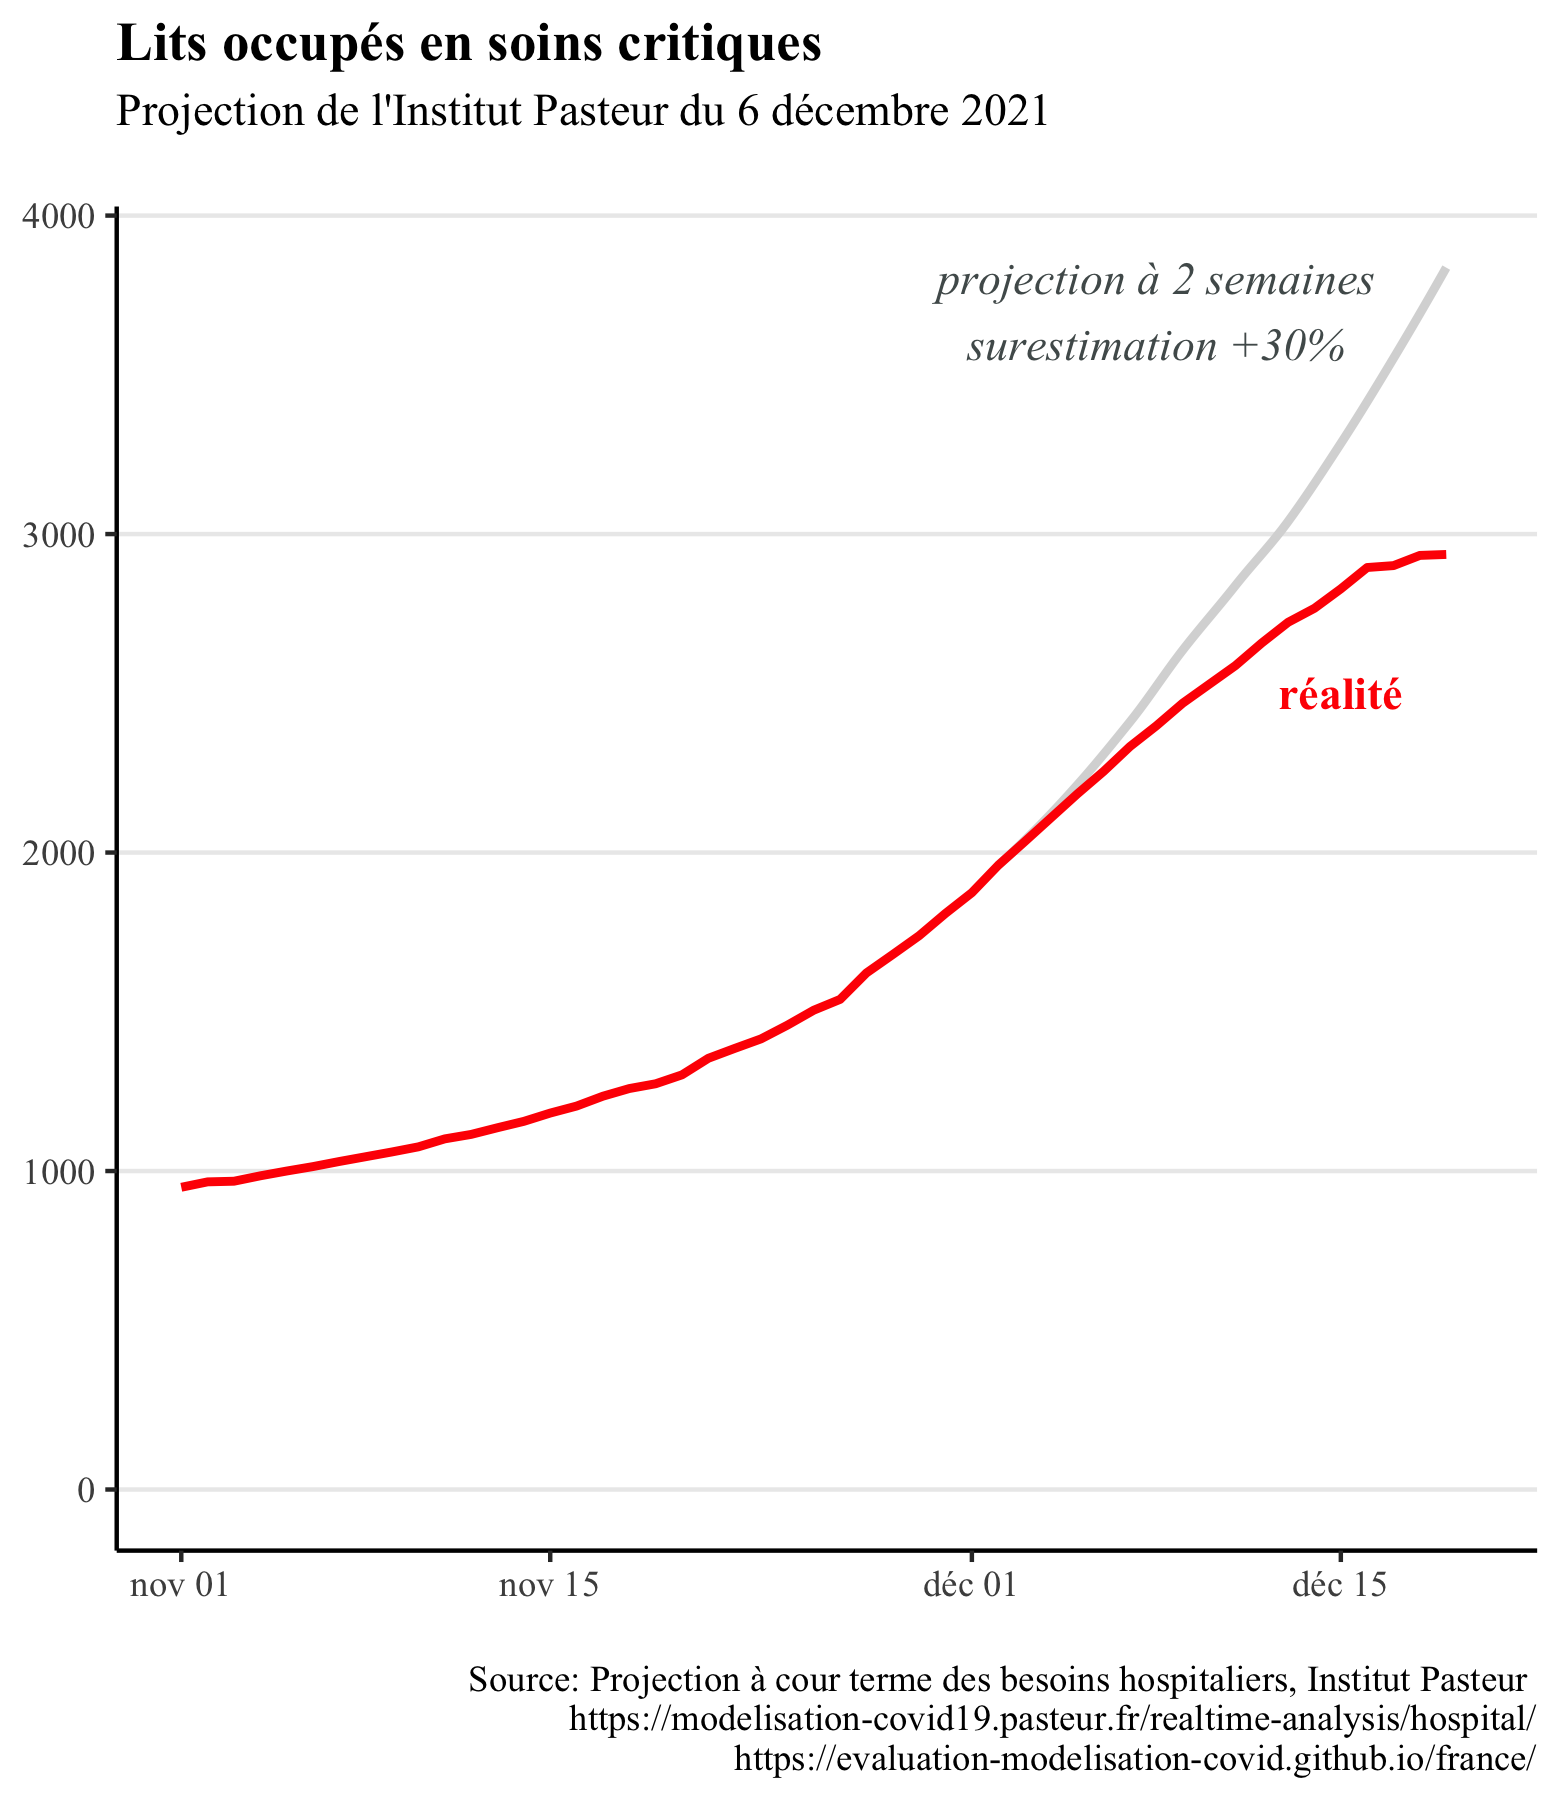 Lits occupés en soins critiques
Projection de l'Institut Pasteur du 6 décembre 2021
4000
projection à 2 semaines
surestimation +30%
3000
réalité
2000
1000
0
nov 01 nov 15 déc 01 déc 15
Source: Projection à cour terme des besoins hospitaliers, Institut Pasteur
https://modelisation-covid19.pasteur.fr/realtime-analysis/hospital/
https://evaluation-modelisation-covid.github.io/france/